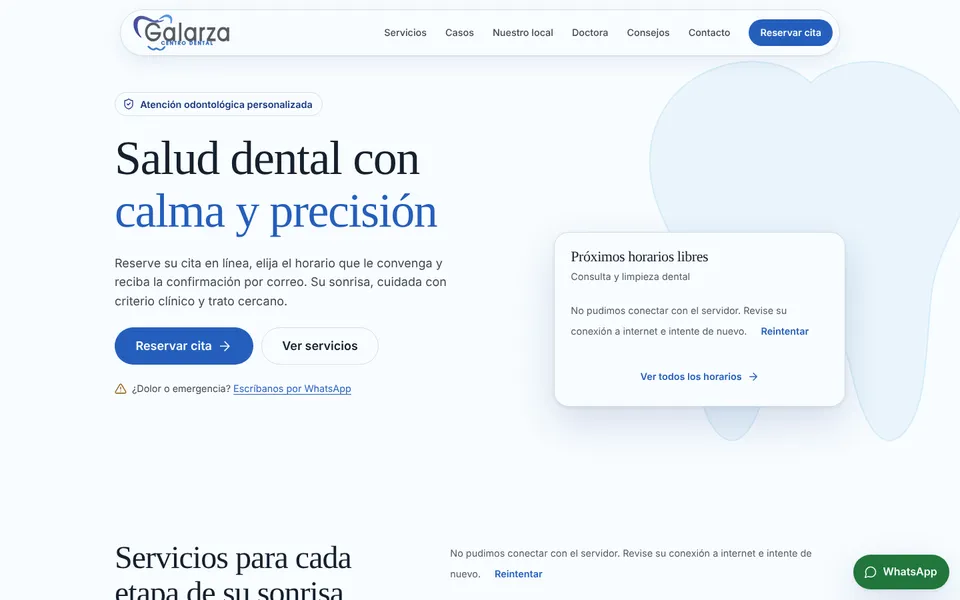 Galarza
CENTRO DENTAL
Servicios
Casos
Nuestro local
Doctora
Consejos
Contacto
Reservar cita
Atención odontológica personalizada
Salud dental con
calma y precisión
Reserve su cita en línea, elija el horario que le convenga y
reciba la confirmación por correo. Su sonrisa, cuidada con
criterio clínico y trato cercano.
Reservar cita
Ver servicios
¿Dolor o emergencia? Escríbanos por WhatsApp
Próximos horarios libres
Consulta y limpieza dental
No pudimos conectar con el servidor. Revise su
conexión a internet e intente de nuevo. Reintentar
Ver todos los horarios
Servicios para cada
etapa de su sonrisa
No pudimos conectar con el servidor. Revise su conexión a internet e intente de
nuevo. Reintentar
WhatsApp